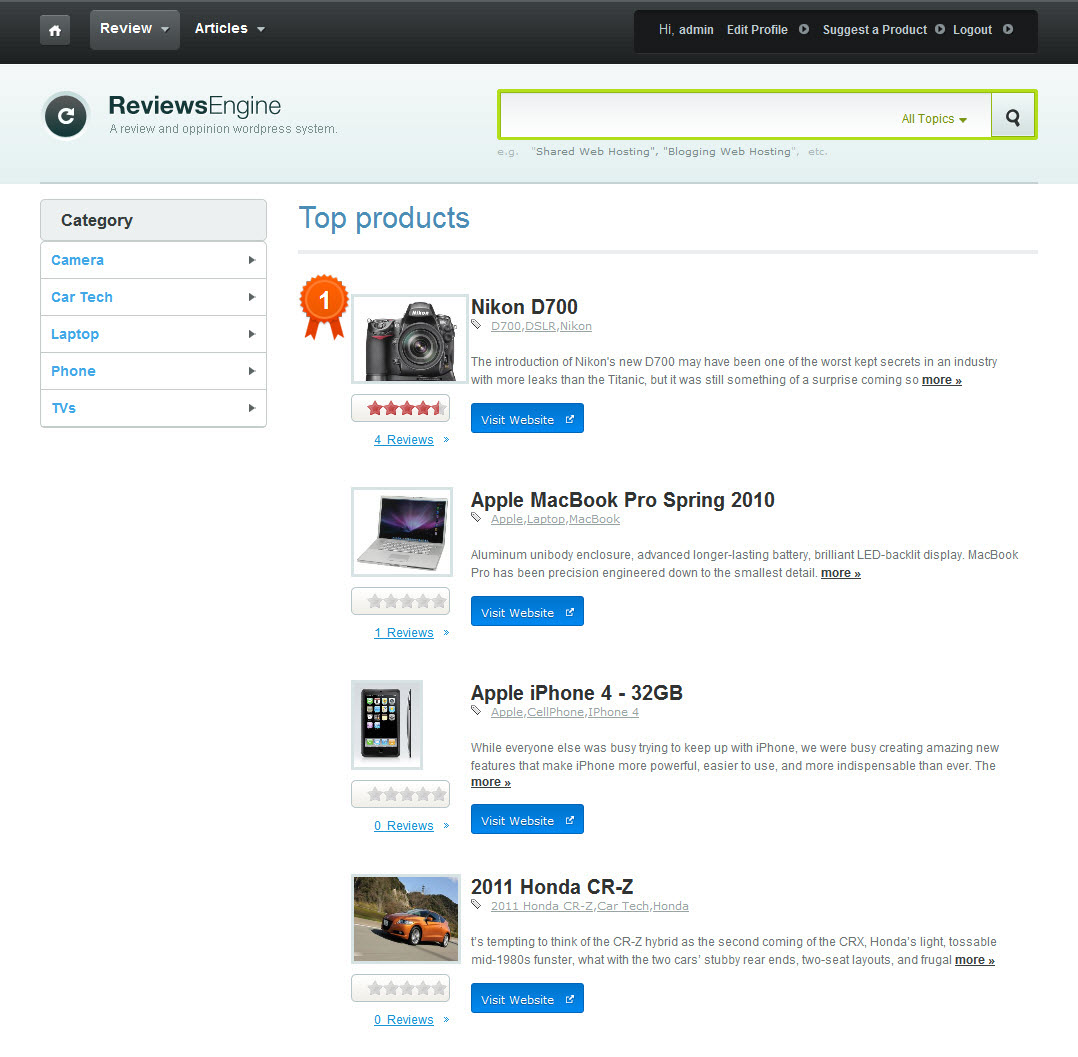 Review
Articles
Hi, admin Edit Profile Suggest a Product Logout
ReviewsEngine
A review and oppinion wordpress system.
All Topics
e.g. "Shared Web Hosting", "Blogging Web Hosting", etc.
Category
Camera
Car Tech
Laptop
Phone
TVs
Top products
1
Nikon
Nikon D700
D700,DSLR,Nikon
The introduction of Nikon's new D700 may have been one of the worst kept secrets in an industry
with more leaks than the Titanic, but it was still something of a surprise coming so more »
Visit Website
4 Reviews »
Apple MacBook Pro Spring 2010
Apple,Laptop,MacBook
Aluminum unibody enclosure, advanced longer-lasting battery, brilliant LED-backlit display. MacBook
Pro has been precision engineered down to the smallest detail. more »
Visit Website
1 Reviews »
Apple iPhone 4 - 32GB
Apple,CellPhone,IPhone 4
While everyone else was busy trying to keep up with iPhone, we were busy creating amazing new
features that make iPhone more powerful, easier to use, and more indispensable than ever. The
more »
Visit Website
0 Reviews »
2011 Honda CR-Z
2011 Honda CR-Z,Car Tech,Honda
t's tempting to think of the CR-Z hybrid as the second coming of the CRX, Honda's light, tossable
mid-1980s funster, what with the two cars’ stubby rear ends, two-seat layouts, and frugal more »
Visit Website
0 Reviews »